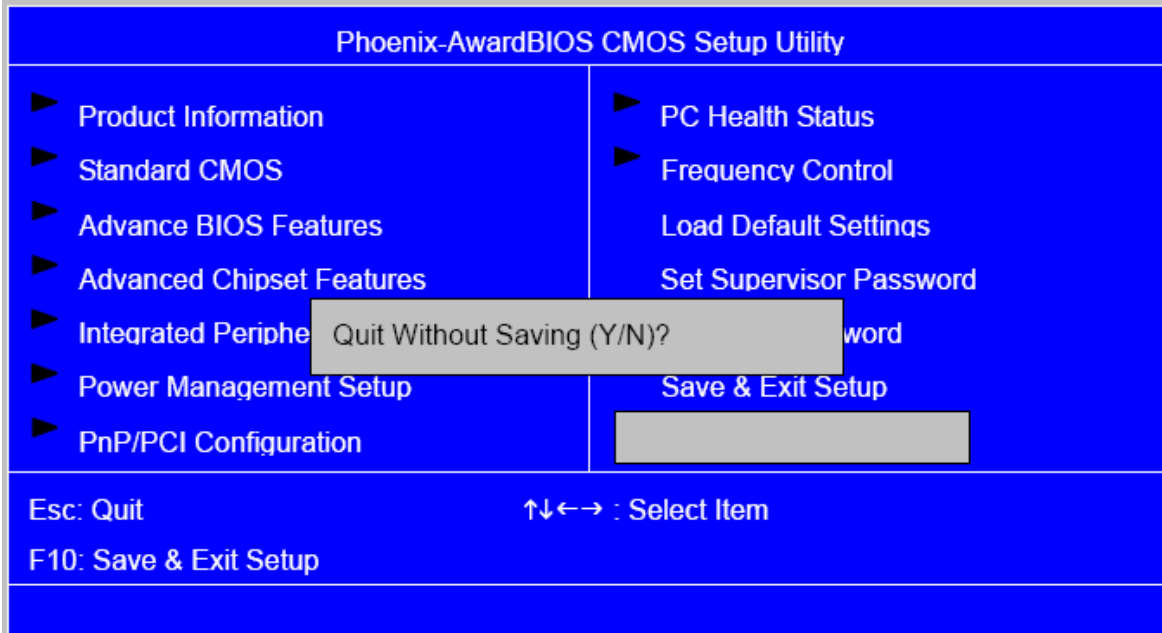 Phoenix-AwardBIOS CMOS Setup Utility
Product Information
Standard CMOS
Advance BIOS Features
Advanced Chipset Features
Integrated Periphe
Power Management Setup
PnP/PCI Configuration
PC Health Status
Frequency Control
Load Default Settings
Set Supervisor Password
word
Save & Exit Setup
Quit Without Saving (Y/N)?
Esc: Quit
↑↓←→ : Select Item
F10: Save & Exit Setup